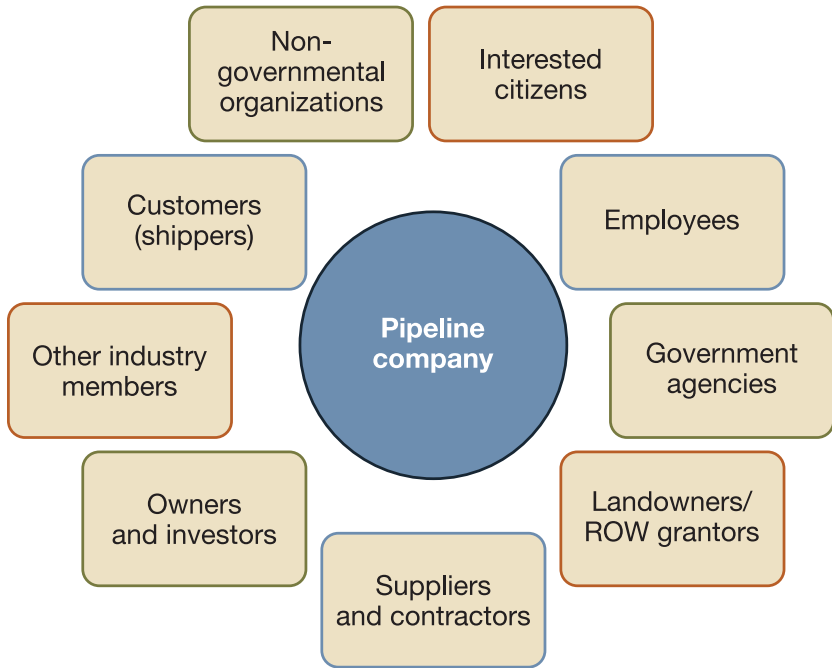 Non-
governmental
organizations
Interested
citizens
Customers
(shippers)
Employees
Pipeline
company
Other industry
members
Government
agencies
Owners
and investors
Landowners/
ROW grantors
Suppliers
and contractors